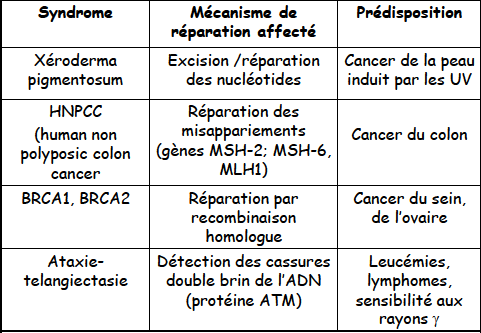 Syndrome
Mécanisme de
réparation affecté
Prédisposition
Xéroderma
pigmentosum
Excision /réparation
des nucléotides
Cancer de la peau
induit par les UV
HNPCC
(human non
polyposic colon
cancer
Réparation des
misappariements
(gènes MSH-2; MSH-6,
MLH1)
Cancer du colon
BRCA1, BRCA2
Réparation par
recombinaison
homologue
Cancer du sein,
de l’ovaire
Ataxie-
telangiectasie
Détection des cassures
double brin de l’ADN
(protéine ATM)
Leucémies,
lymphomes,
sensibilité aux
rayons γ